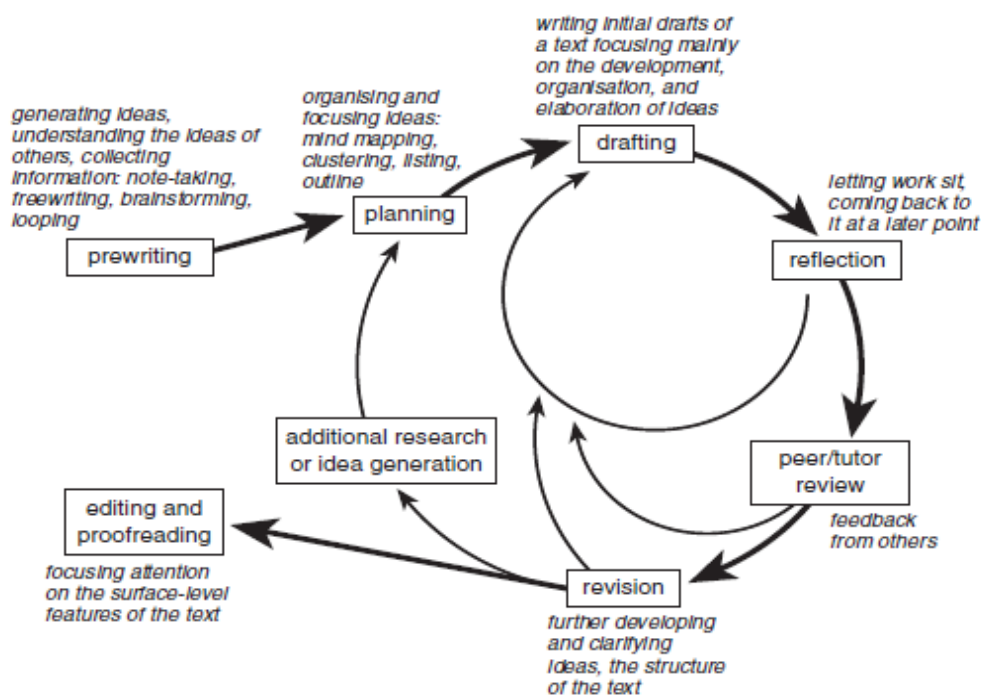 generating ideas,
understanding the ideas of
others, collecting
information: note-taking,
freewriting, brainstorming,
looping
prewriting
organising and
focusing ideas:
mind mapping,
clustering, listing,
outline
planning
writing initial drafts of
a text focusing mainly
on the development,
organisation, and
elaboration of ideas
drafting
letting work sit,
coming back to
it at a later point
reflection
peer/tutor
review
feedback
from others
revision
further developing
and clarifying
ideas, the structure
of the text
additional research
or idea generation
editing and
proofreading
focusing attention
on the surface-level
features of the text